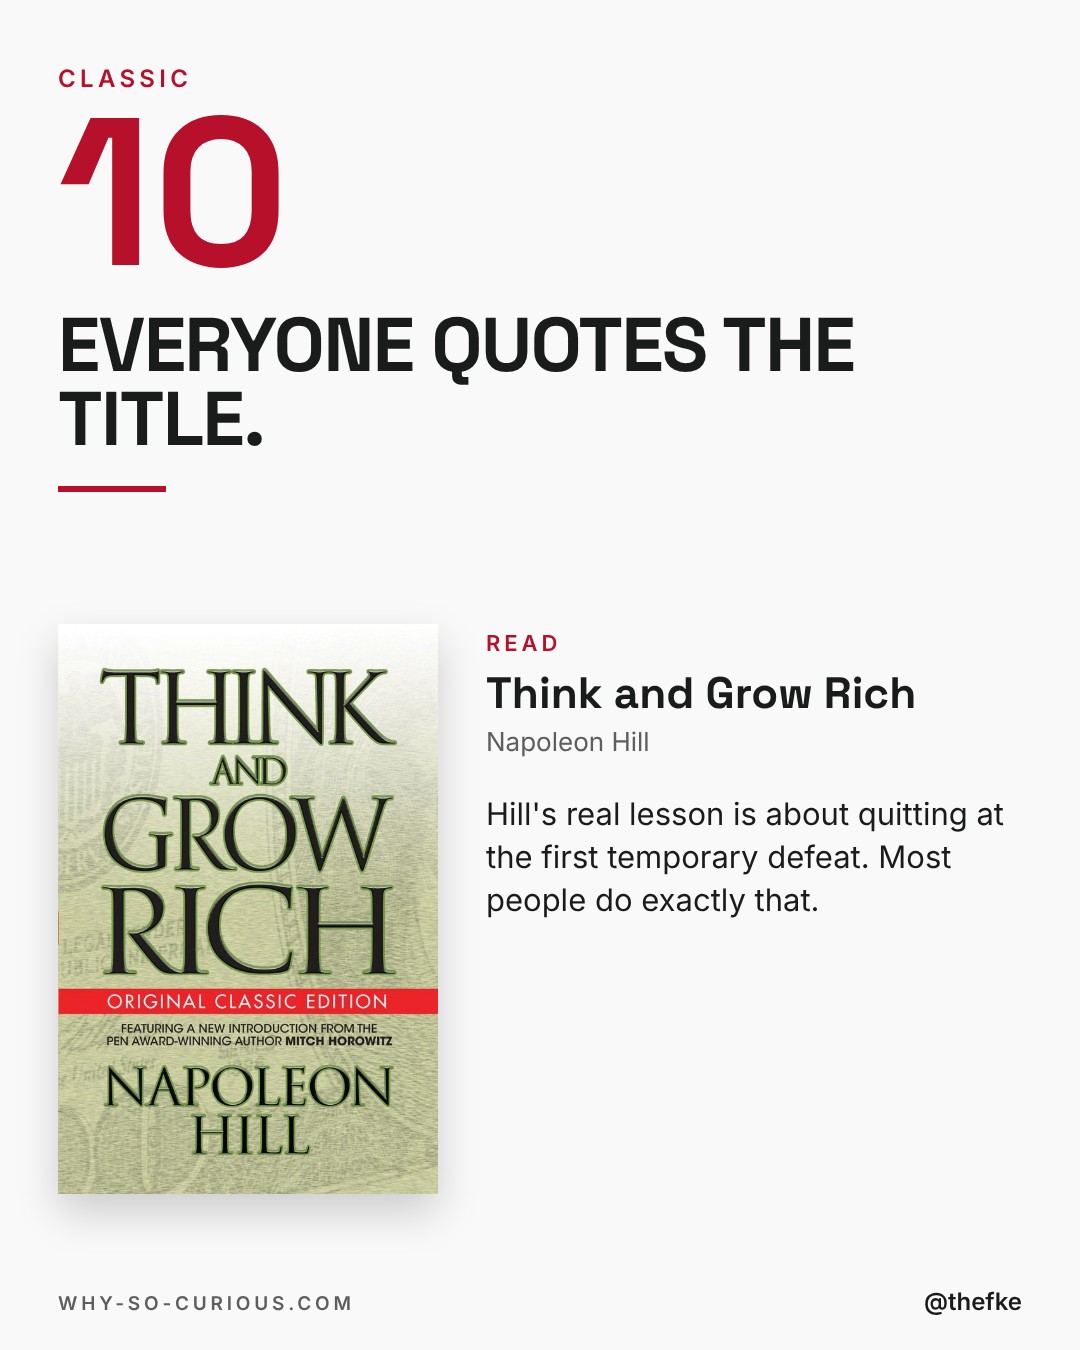 CLASSIC
10
EVERYONE QUOTES THE
TITLE.
THINK
AND
GROW
RICH
ORIGINAL CLASSIC EDITION
FEATURING A NEW INTRODUCTION FROM THE
PEN AWARD-WINNING AUTHOR MITCH HOROWITZ
NAPOLEON
HILL
READ
Think and Grow Rich
Napoleon Hill
Hill's real lesson is about quitting at
the first temporary defeat. Most
people do exactly that.
WHY-SO-CURIOUS.COM
@thefke